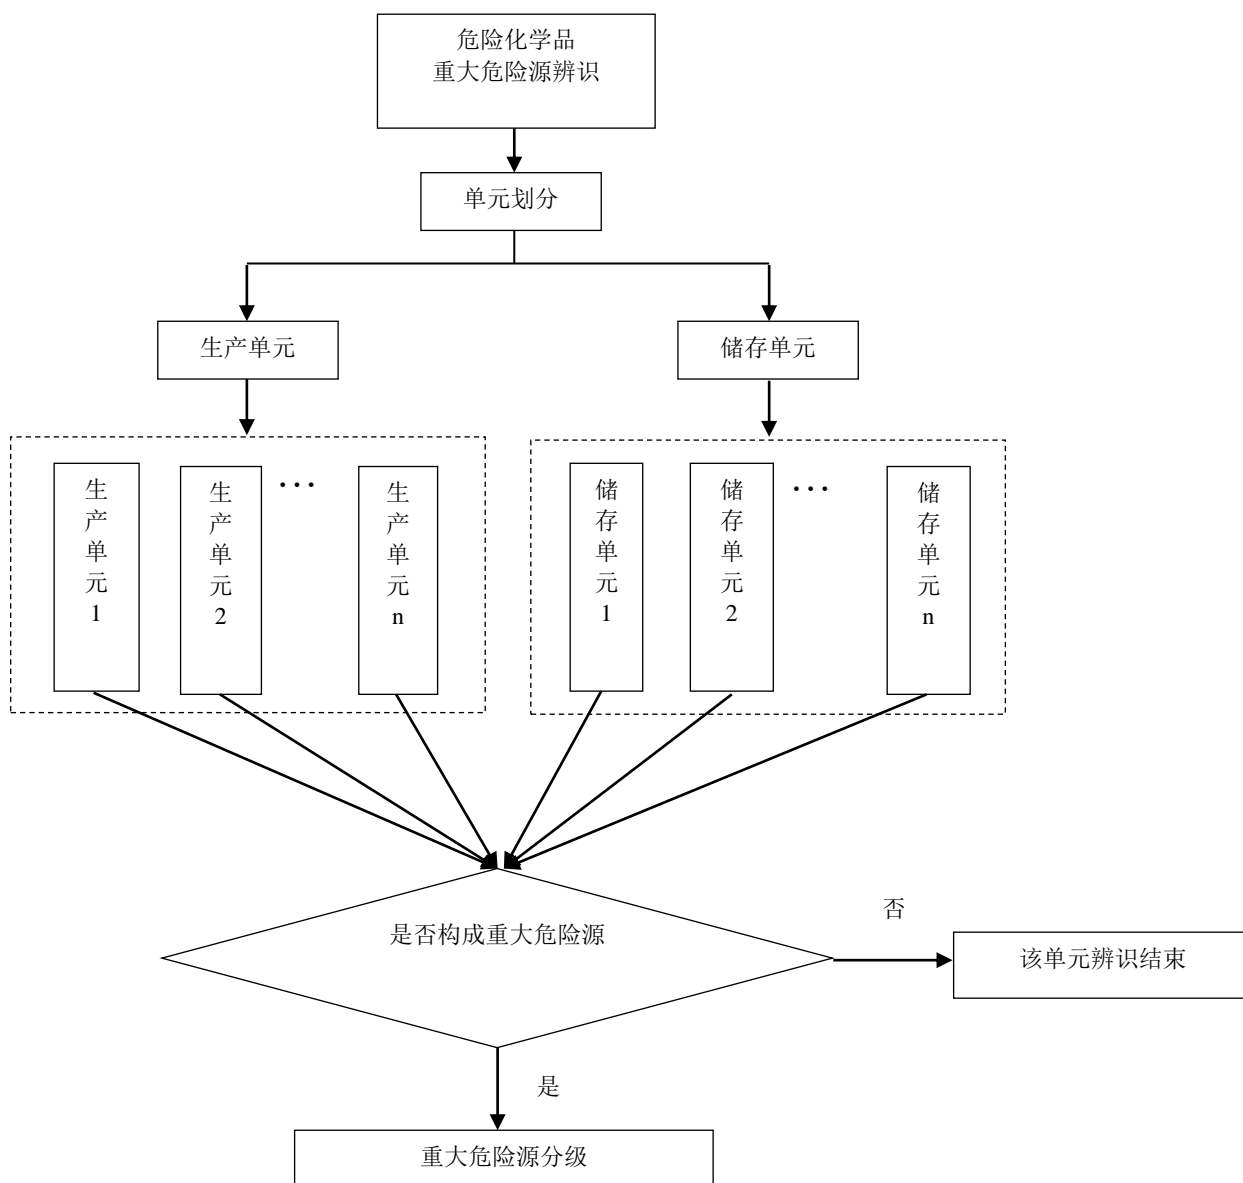 危险化学品
重大危险源辨识
单元划分
生产单元
储存单元
生产单元1
生产单元2
···
生产单元n
储存单元1
储存单元2
···
储存单元n
是否构成重大危险源
否
该单元辨识结束
是
重大危险源分级